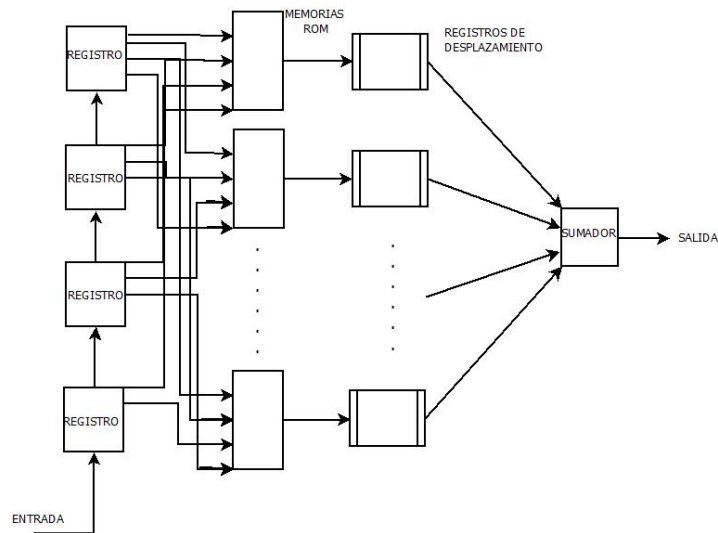 MEMORIAS
ROM
REGISTROS DE
DESPLAZAMIENTO
REGISTRO
REGISTRO
SUMADOR
SALIDA
REGISTRO
REGISTRO
ENTRADA